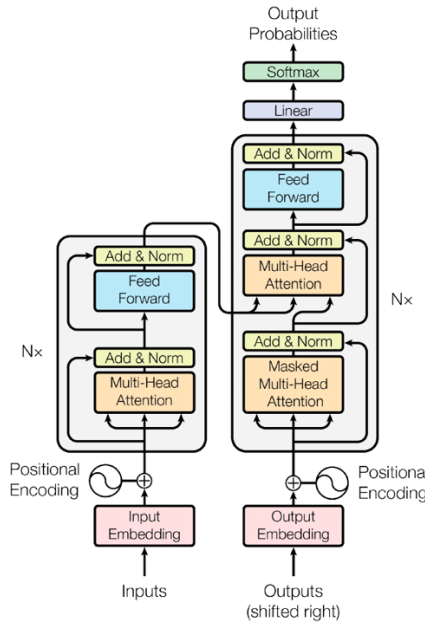 Output
Probabilities
Softmax
Linear
Add & Norm
Feed
Forward
Add & Norm
Multi-Head
Attention
Nx
Add & Norm
Masked
Multi-Head
Attention
Positional
Encoding
Output
Embedding
Outputs
(shifted right)
Add & Norm
Feed
Forward
Nx
Add & Norm
Multi-Head
Attention
Positional
Encoding
Input
Embedding
Inputs